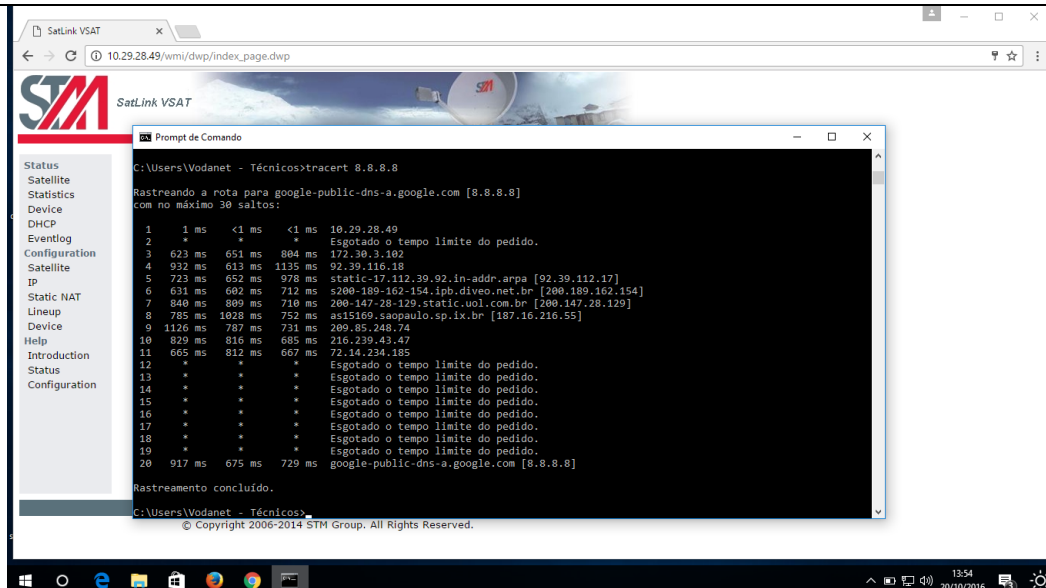 SatLink VSAT
10.29.28.49/wmi/dwp/index_page.dwp
STM
SatLink VSAT
STM
Prompt de Comando
Status
Satellite
Statistics
Device
DHCP
Eventlog
Configuration
Satellite
IP
Static NAT
Lineup
Device
Help
Introduction
Status
Configuration
C:\Users\Vodanet - Técnicos>tracert 8.8.8.8
Rastreando a rota para google-public-dns-a.google.com [8.8.8.8]
com no máximo 30 saltos:
1 1 ms <1 ms <1 ms 10.29.28.49
2 * * * Esgotado o tempo limite do pedido.
3 623 ms 651 ms 804 ms 172.30.3.102
4 932 ms 613 ms 1135 ms 92.39.116.18
5 723 ms 652 ms 978 ms static-17.112.39.92.in-addr.arpa [92.39.112.17]
6 631 ms 602 ms 712 ms s200-189-162-154.ipb.diveo.net.br [200.189.162.154]
7 840 ms 809 ms 710 ms 200-147-28-129.static.uol.com.br [200.147.28.129]
8 785 ms 1028 ms 752 ms as15169.saopaulo.sp.ix.br [187.16.216.55]
9 1126 ms 787 ms 731 ms 209.85.248.74
10 829 ms 816 ms 685 ms 216.239.43.47
11 665 ms 812 ms 667 ms 72.14.234.185
12 * * * Esgotado o tempo limite do pedido.
13 * * * Esgotado o tempo limite do pedido.
14 * * * Esgotado o tempo limite do pedido.
15 * * * Esgotado o tempo limite do pedido.
16 * * * Esgotado o tempo limite do pedido.
17 * * * Esgotado o tempo limite do pedido.
18 * * * Esgotado o tempo limite do pedido.
19 * * * Esgotado o tempo limite do pedido.
20 917 ms 675 ms 729 ms google-public-dns-a.google.com [8.8.8.8]
Rastreamento concluído.
C:\Users\Vodanet - Técnicos>
© Copyright 2006-2014 STM Group. All Rights Reserved.
13:54
20/10/2016